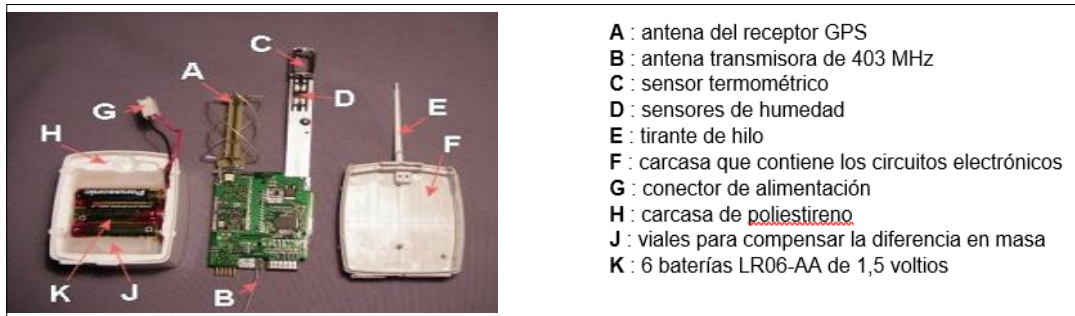 A
C
D
E
F
G
H
K
J
B
Panasonic
A : antena del receptor GPS
B : antena transmisora de 403 MHz
C : sensor termométrico
D : sensores de humedad
E : tirante de hilo
F : carcasa que contiene los circuitos electrónicos
G : conector de alimentación
H : carcasa de poliestireno
J : viales para compensar la diferencia en masa
K : 6 baterías LR06-AA de 1,5 voltios